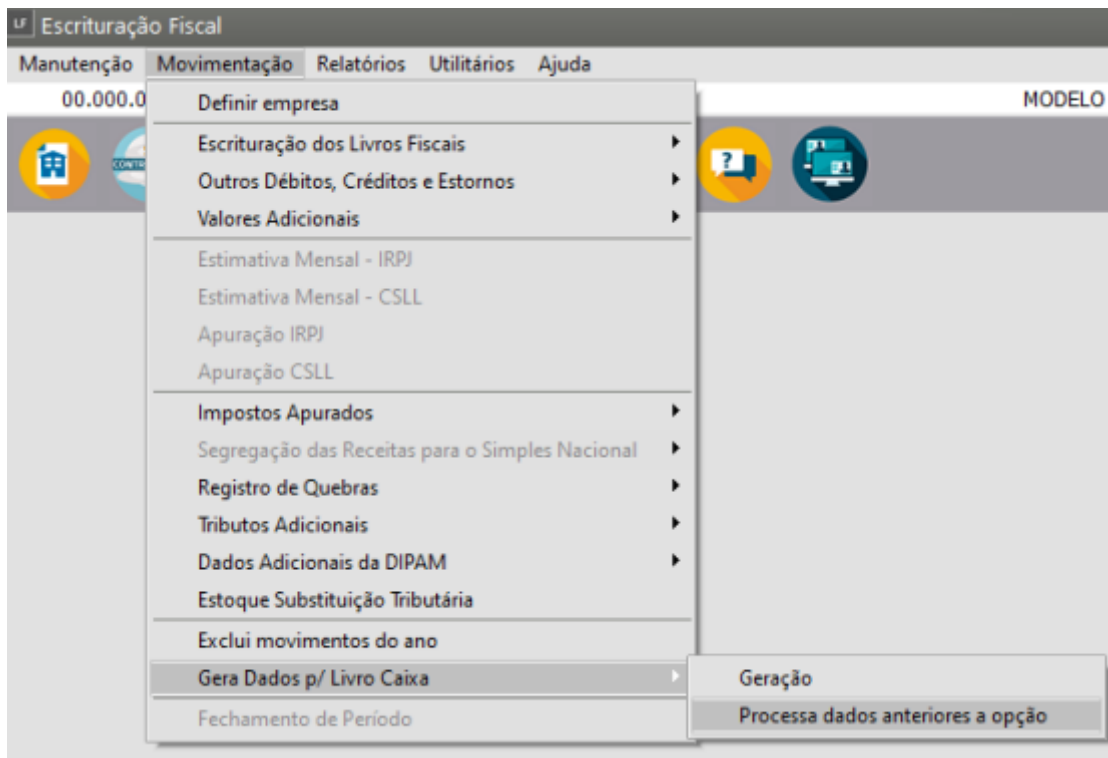 LF Escrituração Fiscal
Manutenção Movimentação Relatórios Utilitários Ajuda
00.000.0 MODELO
Definir empresa
Escrituração dos Livros Fiscais
Outros Débitos, Créditos e Estornos
Valores Adicionais
Estimativa Mensal - IRPJ
Estimativa Mensal - CSLL
Apuração IRPJ
Apuração CSLL
Impostos Apurados
Segregação das Receitas para o Simples Nacional
Registro de Quebras
Tributos Adicionais
Dados Adicionais da DIPAM
Estoque Substituição Tributária
Exclui movimentos do ano
Gera Dados p/ Livro Caixa
Geração
Processa dados anteriores a opção
Fechamento de Período